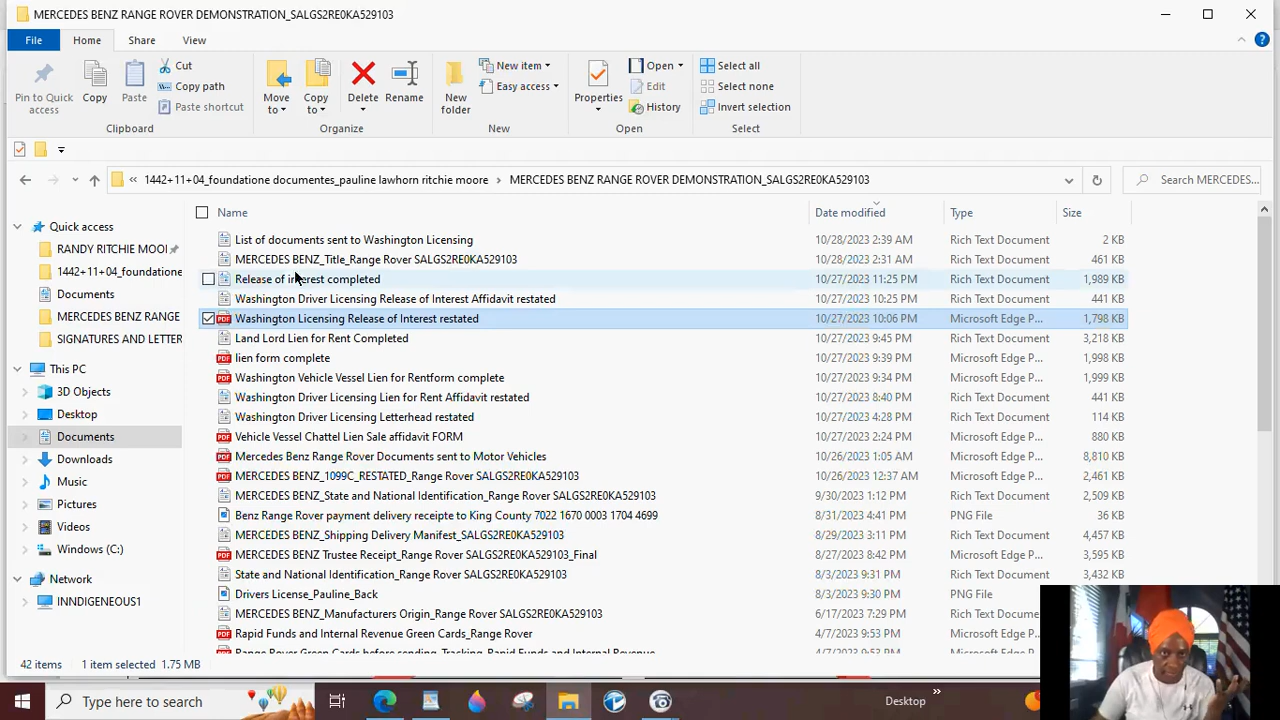 MERCEDES BENZ RANGE ROVER DEMONSTRATION_SALGS2RE0KA529103
File Home Share View
Pin to Quick access
Copy
Paste
Cut
Copy path
Paste shortcut
Move to
Copy to
Delete
Rename
New folder
New item
Easy access
Properties
Open
Edit
History
Select all
Select none
Invert selection
Clipboard Organize New Open Select
1442+11+04_foundatione documentes_pauline lawhorn ritchie moore MERCEDES BENZ RANGE ROVER DEMONSTRATION_SALGS2RE0KA529103 Search MERCEDES...
Quick access
RANDY RITCHIE MOOI
1442+11+04_foundatione
Documents
MERCEDES BENZ RANGE
SIGNATURES AND LETTER
This PC
3D Objects
Desktop
Documents
Downloads
Music
Pictures
Videos
Windows (C:)
Network
INNDIGENEOUS1
Name Date modified Type Size
List of documents sent to Washington Licensing 10/28/2023 2:39 AM Rich Text Document 2 KB
MERCEDES BENZ_Title_Range Rover SALGS2RE0KA529103 10/28/2023 2:31 AM Rich Text Document 461 KB
Release of interest completed 10/27/2023 11:25 PM Rich Text Document 1,989 KB
Washington Driver Licensing Release of Interest Affidavit restated 10/27/2023 10:25 PM Rich Text Document 441 KB
Washington Licensing Release of Interest restated 10/27/2023 10:06 PM Microsoft Edge P... 1,798 KB
Land Lord Lien for Rent Completed 10/27/2023 9:45 PM Rich Text Document 3,218 KB
lien form complete 10/27/2023 9:39 PM Microsoft Edge P... 1,998 KB
Washington Vehicle Vessel Lien for Rentform complete 10/27/2023 9:34 PM Microsoft Edge P... 1,999 KB
Washington Driver Licensing Lien for Rent Affidavit restated 10/27/2023 8:40 PM Rich Text Document 441 KB
Washington Driver Licensing Letterhead restated 10/27/2023 4:28 PM Rich Text Document 114 KB
Vehicle Vessel Chattel Lien Sale affidavit FORM 10/27/2023 2:24 PM Microsoft Edge P... 880 KB
Mercedes Benz Range Rover Documents sent to Motor Vehicles 10/26/2023 1:05 AM Microsoft Edge P... 8,810 KB
MERCEDES BENZ_1099C_RESTATED_Range Rover SALGS2RE0KA529103 10/26/2023 12:37 AM Microsoft Edge P... 2,461 KB
MERCEDES BENZ_State and National Identification_Range Rover SALGS2RE0KA529103 9/30/2023 1:12 PM Rich Text Document 2,509 KB
Benz Range Rover payment delivery receipte to King County 7022 1670 0003 1704 4699 8/31/2023 4:41 PM PNG File 36 KB
MERCEDES BENZ_Shipping Delivery Manifest_SALGS2RE0KA529103 8/29/2023 3:11 PM Rich Text Document 4,457 KB
MERCEDES BENZ Trustee Receipt_Range Rover SALGS2RE0KA529103_Final 8/27/2023 8:42 PM Microsoft Edge P... 3,595 KB
State and National Identification_Range Rover SALGS2RE0KA529103 8/3/2023 9:31 PM Rich Text Document 3,432 KB
Drivers License_Pauline_Back 8/3/2023 9:30 PM PNG File
MERCEDES BENZ_Manufacturers Origin_Range Rover SALGS2RE0KA529103 6/17/2023 7:29 PM Rich Text Document
Rapid Funds and Internal Revenue Green Cards_Range Rover 4/7/2023 9:53 PM Microsoft Edge P...
Range Rover Green Cards before sending_Tracking_Rapid Funds and Internal Revenue
42 items 1 item selected 1.75 MB
Type here to search
Desktop